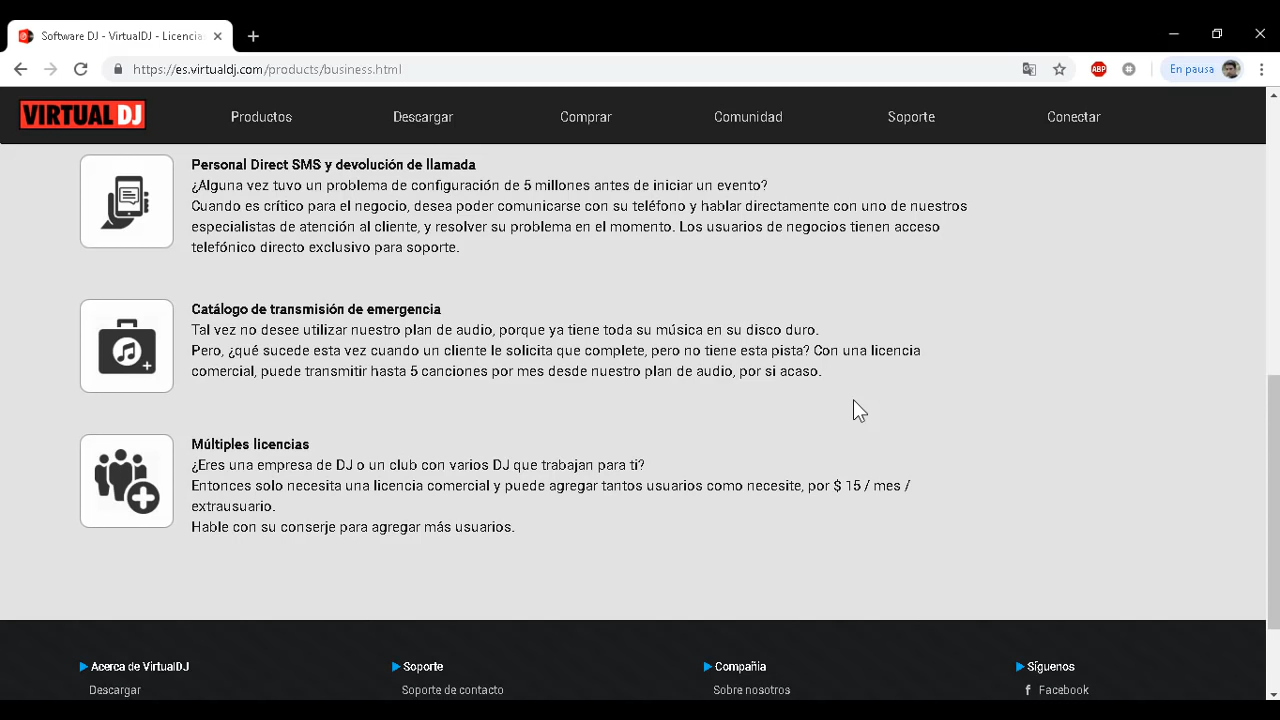 Software DJ - VirtualDJ - Licencia
https://es.virtualdj.com/products/business.html
ABP
En pausa
VIRTUAL DJ
Productos
Descargar
Comprar
Comunidad
Soporte
Conectar
Personal Direct SMS y devolución de llamada
¿Alguna vez tuvo un problema de configuración de 5 millones antes de iniciar un evento?
Cuando es crítico para el negocio, desea poder comunicarse con su teléfono y hablar directamente con uno de nuestros
especialistas de atención al cliente, y resolver su problema en el momento. Los usuarios de negocios tienen acceso
telefónico directo exclusivo para soporte.
Catálogo de transmisión de emergencia
Tal vez no desee utilizar nuestro plan de audio, porque ya tiene toda su música en su disco duro.
Pero, ¿qué sucede esta vez cuando un cliente le solicita que complete, pero no tiene esta pista? Con una licencia
comercial, puede transmitir hasta 5 canciones por mes desde nuestro plan de audio, por si acaso.
Múltiples licencias
¿Eres una empresa de DJ o un club con varios DJ que trabajan para ti?
Entonces solo necesita una licencia comercial y puede agregar tantos usuarios como necesite, por $ 15 / mes /
extrausuario.
Hable con su conserje para agregar más usuarios.
Acerca de VirtualDJ
Soporte
Compañia
Síguenos
Descargar
Soporte de contacto
Sobre nosotros
Facebook